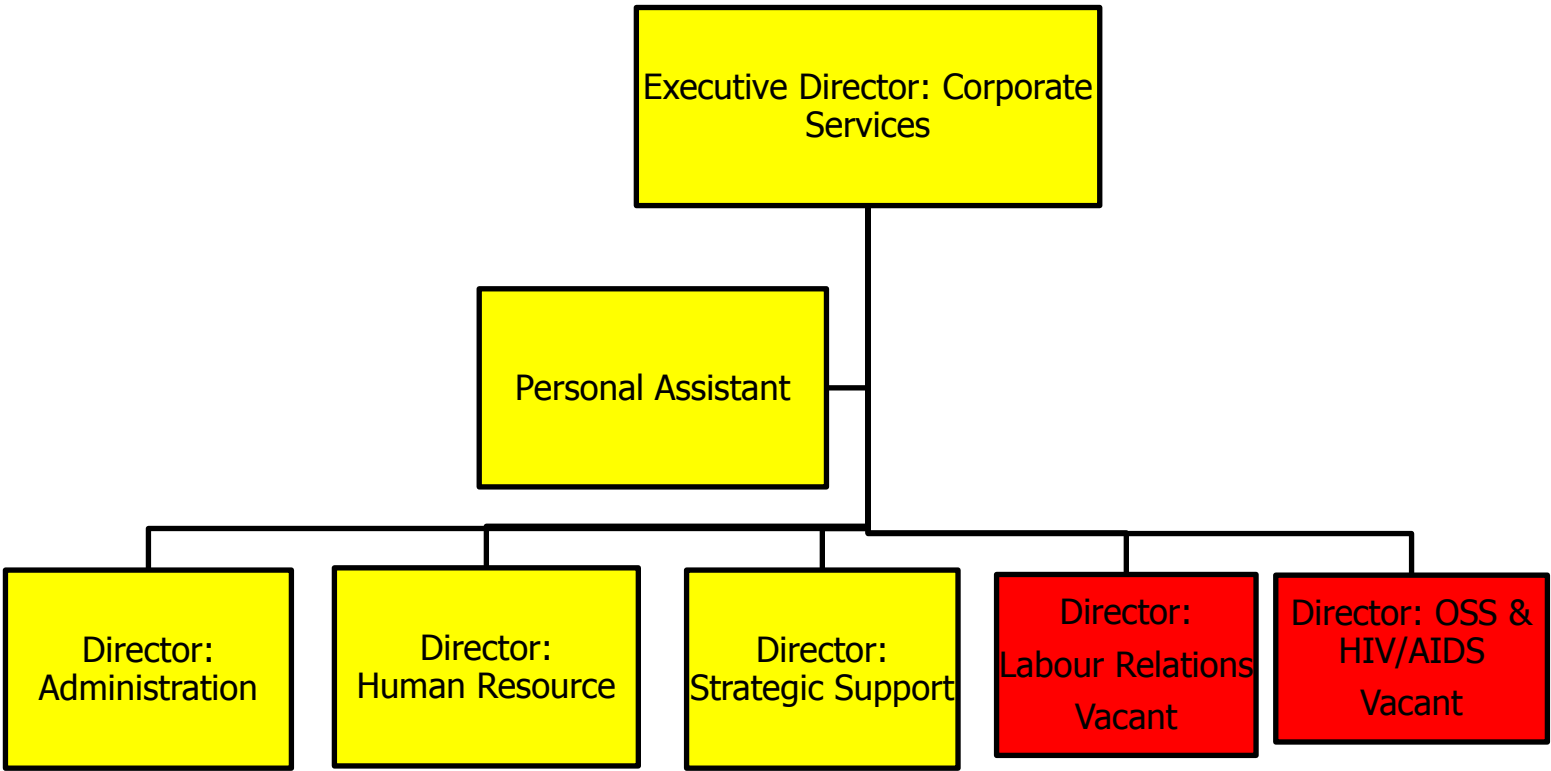 Executive Director: Corporate
Services
Personal Assistant
Director:
Administration
Director:
Human Resource
Director:
Strategic Support
Director:
Labour Relations
Vacant
Director: OSS &
HIV/AIDS
Vacant